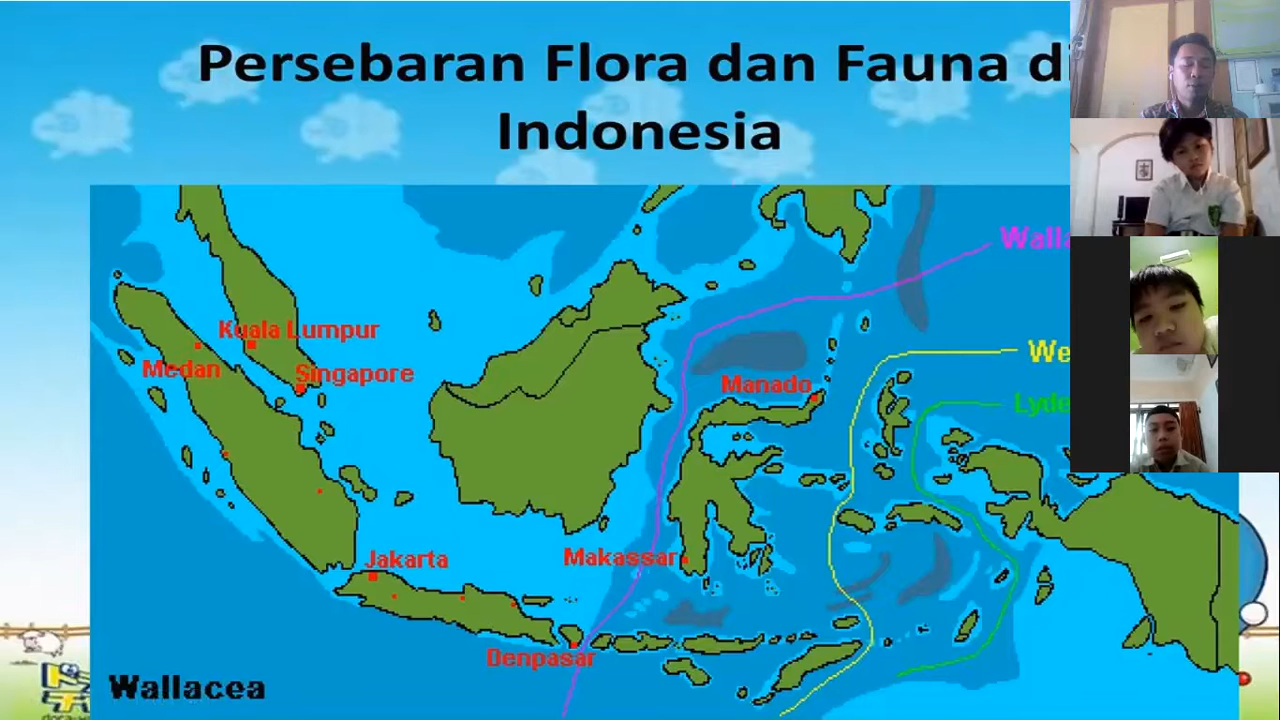 Persebaran Flora dan Fauna di
Indonesia
Kuala Lumpur
Medan
Singapore
Manado
Jakarta
Makassar
Denpasar
Wallacea